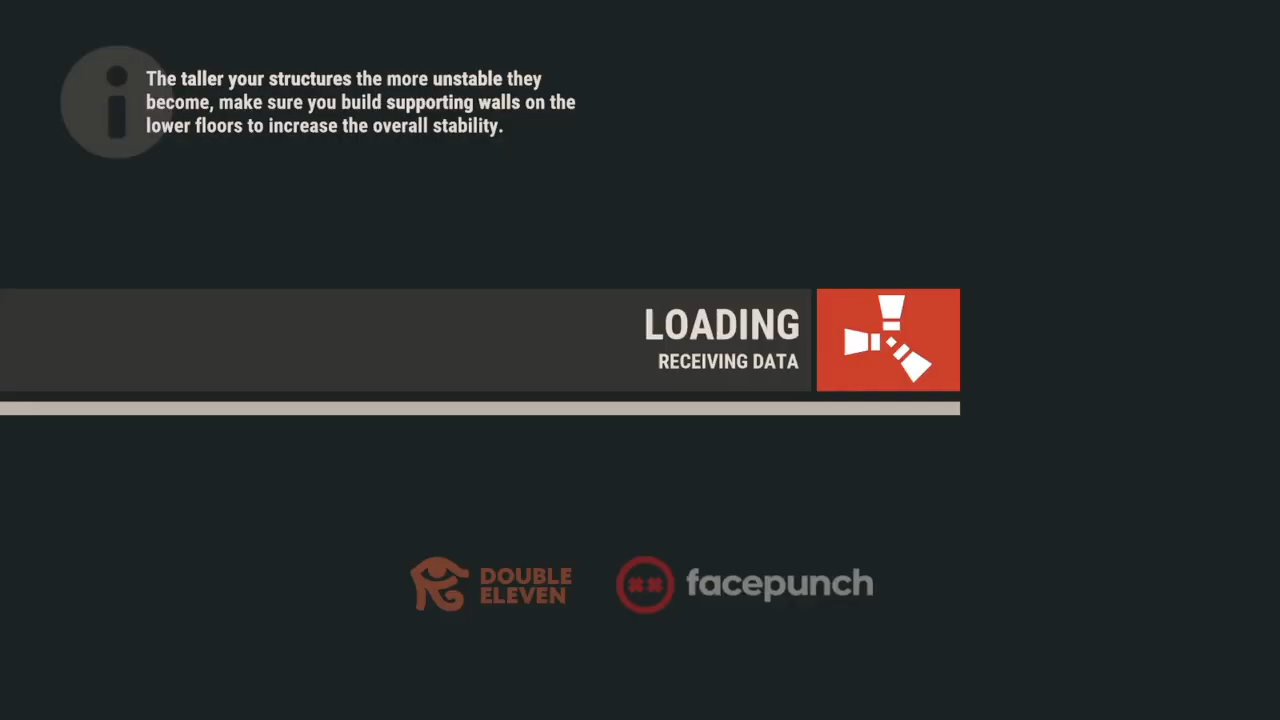 The taller your structures the more unstable they
become, make sure you build supporting walls on the
lower floors to increase the overall stability.
LOADING
RECEIVING DATA
DOUBLE
ELEVEN
facepunch